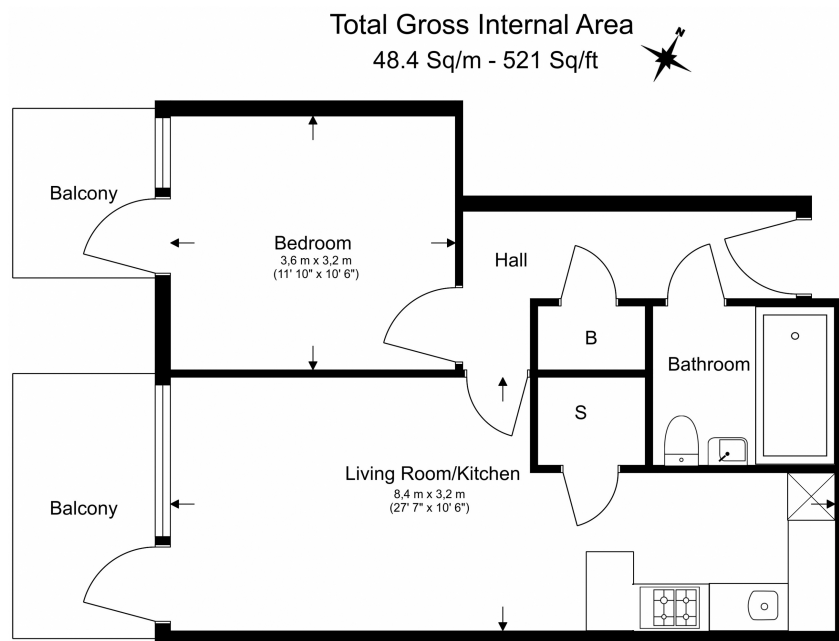 Total Gross Internal Area
48.4 Sq/m - 521 Sq/ft
N
Balcony
Bedroom
3,6 m x 3,2 m
(11' 10" x 10' 6")
Hall
B
Bathroom
S
Living Room/Kitchen
8,4 m x 3,2 m
(27' 7" x 10' 6")
Balcony